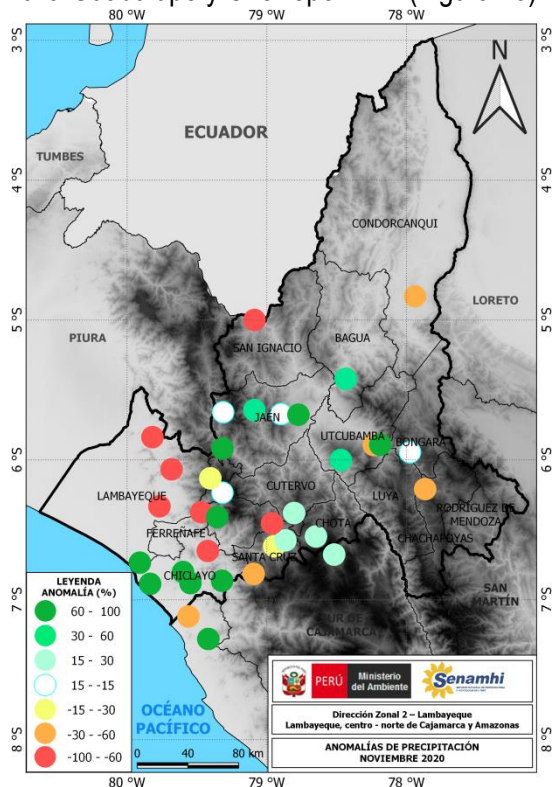 80 °W
79 °W
78 °W
3 °S
ECUADOR
N
TUMBES
4 °S
CONDORCANQUI
LORETO
5 °S
SAN IGNACIO
BAGUA
PIURA
JAÉN
UTCUBAMBA
BONGARA
6 °S
CUTERVO
LUYA
LAMBAYEQUE
RODRIGUEZ DE
MENDOZA
FERREÑAFE
CHOTA
CHACHAPOYAS
SANTA CRUZ
LEYENDA
ANOMALÍA (%)
60 - 100
30 - 60
15 - 30
15 - -15
-15 - -30
-30 - -60
-100 - -60
CHICLAYO
7 °S
SAN
MARTÍN
SUR DE
CAJAMARCA
PERÚ
Ministerio
del Ambiente
Senamhi
OCÉANO
PACÍFICO
Dirección Zonal 2 – Lambayeque
Lambayeque, centro - norte de Cajamarca y Amazonas
ANOMALÍAS DE PRECIPITACIÓN
NOVIEMBRE 2020
8 °S
0 40 80 km
80 °W
79 °W
78 °W